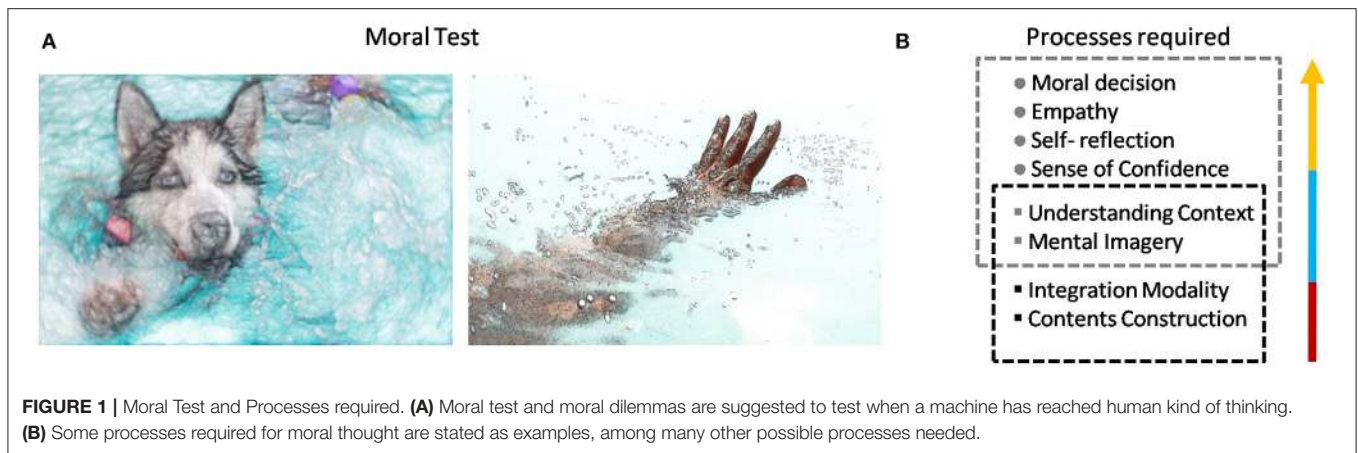 A
Moral Test
B
Processes required
Moral decision
Empathy
Self- reflection
Sense of Confidence
Understanding Context
Mental Imagery
Integration Modality
Contents Construction
FIGURE 1 | Moral Test and Processes required. (A) Moral test and moral dilemmas are suggested to test when a machine has reached human kind of thinking.
(B) Some processes required for moral thought are stated as examples, among many other possible processes needed.